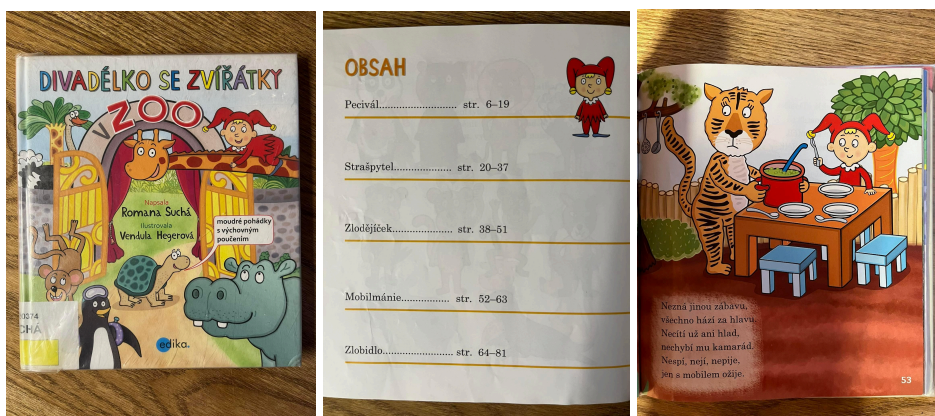 DIVADÉLKO SE ZVÍŘÁTKY
V ZOO
Napsala
Romana Suchá
Ilustrovala
Vendula Hegerová
moudré pohádky
s výchovným
poučením
0374
CHÁ
edika.
OBSAH
Pecivál.......................... str. 6–19
Strašpytel................... str. 20–37
Zlodějíček................... str. 38–51
Mobilmánie................ str. 52–63
Zlobidlo....................... str. 64–81
Nezná jinou zábavu,
všechno hází za hlavu.
Necítí už ani hlad,
nechybí mu kamarád.
Nespí, nejí, nepije,
jen s mobilem ožije.
53